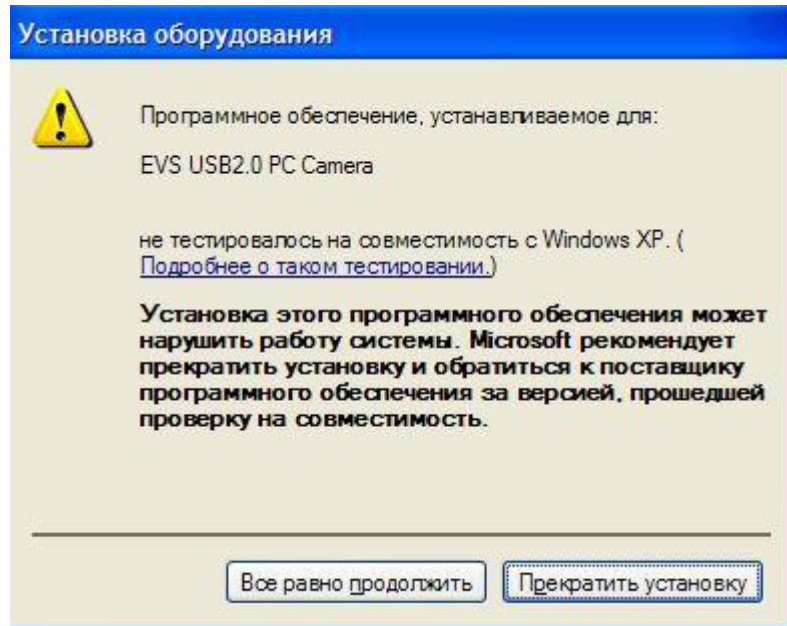 Установка оборудования
Программное обеспечение, устанавливаемое для:
EVS USB2.0 PC Camera
не тестировалось на совместимость с Windows XP. (
Подробнее о таком тестировании.)
Установка этого программного обеспечения может
нарушить работу системы. Microsoft рекомендует
прекратить установку и обратиться к поставщику
программного обеспечения за версией, прошедшей
проверку на совместимость.
Все равно продолжить
Прекратить установку